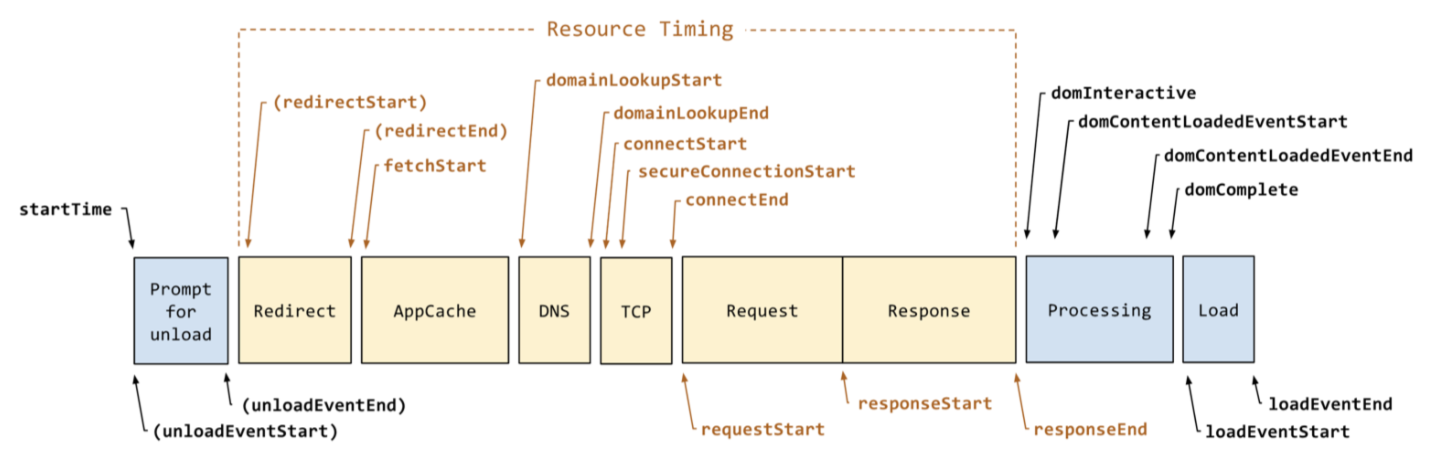 Resource Timing
domainLookupStart
domInteractive
(redirectStart)
domainLookupEnd
domContentLoadedEventStart
(redirectEnd)
connectStart
domContentLoadedEventEnd
fetchStart
secureConnectionStart
domComplete
connectEnd
startTime
Prompt
for
unload
Redirect
AppCache
DNS
TCP
Request
Response
Processing
Load
(unloadEventEnd)
responseStart
loadEventEnd
(unloadEventStart)
requestStart
responseEnd
loadEventStart